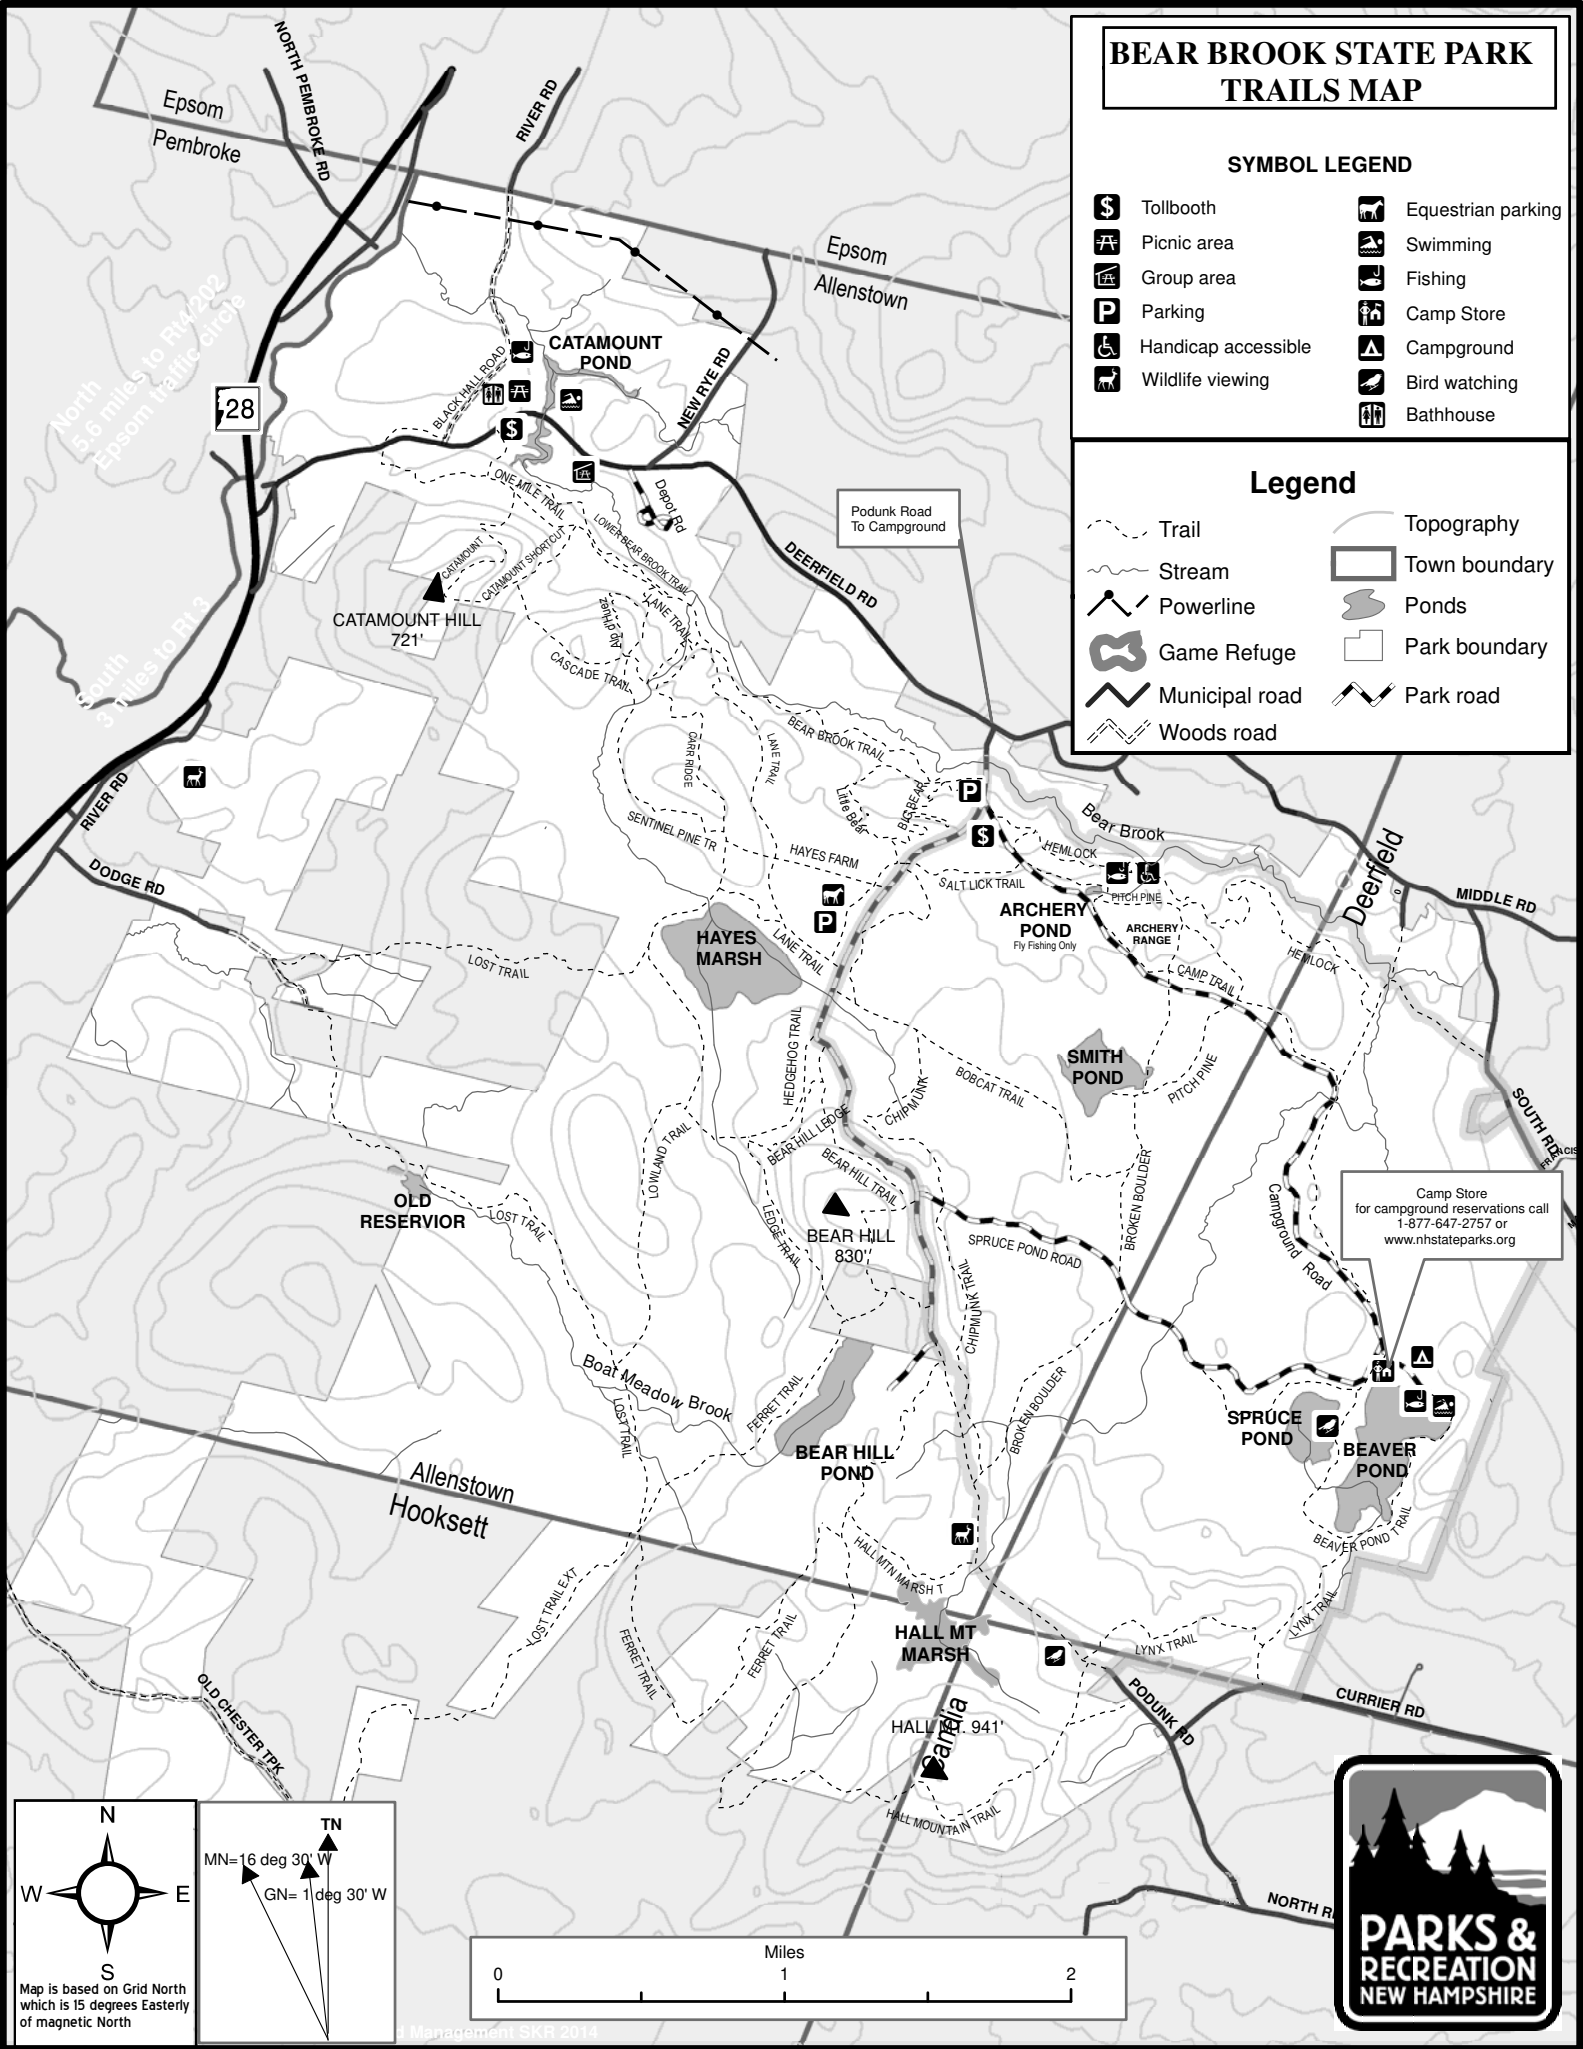 BEAR BROOK STATE PARK
TRAILS MAP
SYMBOL LEGEND
Tollbooth
Picnic area
Group area
Parking
Handicap accessible
Wildlife viewing
Equestrian parking
Swimming
Fishing
Camp Store
Campground
Bird watching
Bathhouse
Legend
Trail
Stream
Powerline
Game Refuge
Municipal road
Woods road
Topography
Town boundary
Ponds
Park boundary
Park road
NORTH PEMBROKE RD
RIVER RD
Epsom
Pembroke
Epsom
Allenstown
North
5.6 miles to Rt4/202
Epsom traffic circle
28
BLACK HALL ROAD
CATAMOUNT
POND
NEW RYE RD
$
ONE MILE TRAIL
LOWER BEAR BROOK TRAIL
Depot Rd
Podunk Road
To Campground
DEERFIELD RD
CATAMOUNT
CATAMOUNT SHORTCUT
CATAMOUNT HILL
721'
Alp d'Huez
LANE TRAIL
CASCADE TRAIL
South
3 miles to Rt 3
RIVER RD
DODGE RD
CARR RIDGE
LANE TRAIL
BEAR BROOK TRAIL
Little Bear
BIG BEAR
P
$
Bear Brook
HEMLOCK
SENTINEL PINE TR
HAYES FARM
SALT LICK TRAIL
PITCH PINE
ARCHERY
POND
Fly Fishing Only
ARCHERY
RANGE
Deerfield
MIDDLE RD
P
HAYES
MARSH
LANE TRAIL
LOST TRAIL
CAMP TRAIL
HEMLOCK
HEDGEHOG TRAIL
SMITH
POND
BOBCAT TRAIL
PITCH PINE
CHIPMUNK
SOUTH RD
BEAR HILL LEDGE
LOWLAND TRAIL
BEAR HILL TRAIL
BROKEN BOULDER
OLD
RESERVIOR
LOST TRAIL
LEDGE TRAIL
BEAR HILL
830'
SPRUCE POND ROAD
CHIPMUNK TRAIL
Campground Road
Camp Store
for campground reservations call
1-877-647-2757 or
www.nhstateparks.org
Boat Meadow Brook
FERRET TRAIL
LOST TRAIL
BROKEN BOULDER
SPRUCE
POND
BEAVER
POND
BEAR HILL
POND
Allenstown
Hooksett
BEAVER POND TRAIL
HALL MTN MARSH T
LOST TRAIL EXT
FERRET TRAIL
FERRET TRAIL
HALL MT
MARSH
LYNX TRAIL
LYNX TRAIL
OLD CHESTER TPK
PODUNK RD
CURRIER RD
Candia
HALL MT. 941'
HALL MOUNTAIN TRAIL
NORTH R
N
W
E
S
Map is based on Grid North
which is 15 degrees Easterly
of magnetic North
TN
MN=16 deg 30' W
GN= 1 deg 30' W
Miles
0
1
2
d Management SKR 2014
PARKS &
RECREATION
NEW HAMPSHIRE